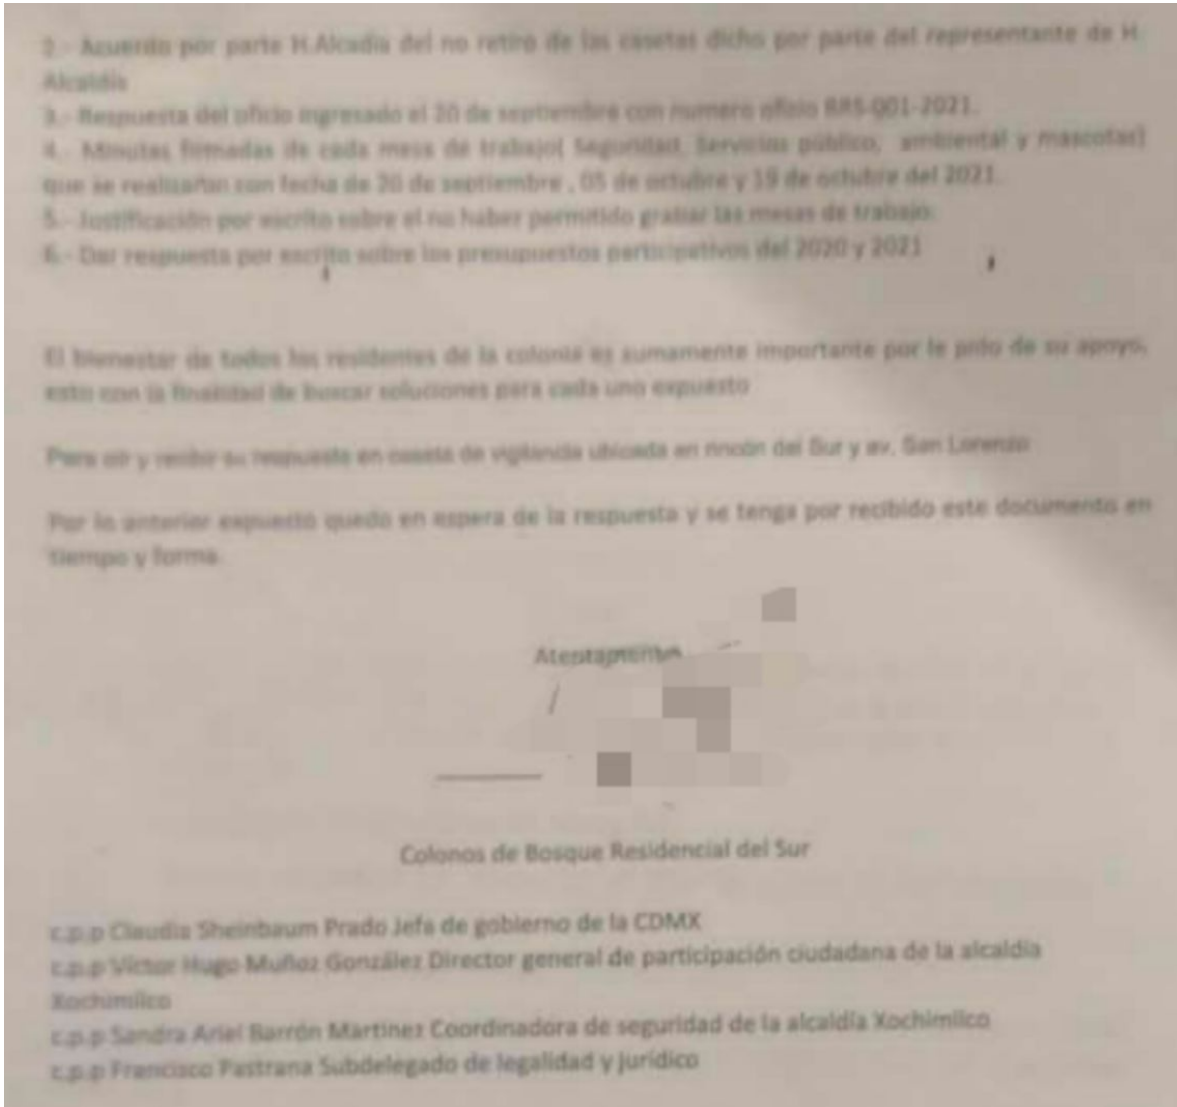 2.- Acuerdo por parte H.Alcadía del no retiro de las casetas dicho por parte del representante de H.
Alcaldía
3.- Respuesta del oficio ingresado el 20 de septiembre con numero oficio RRS-001-2021.
4.- Minutas firmadas de cada mesa de trabajo( Seguridad, Servicios público, ambiental y mascotas)
que se realizaran con fecha de 20 de septiembre , 05 de octubre y 19 de octubre del 2021.
5.- Justificación por escrito sobre el no haber permitido grabar las mesas de trabajo.
6.- Dar respuesta por escrito sobre los presupuestos participativos del 2020 y 2021
El bienestar de todos los residentes de la colonia es sumamente importante por le pido de su apoyo,
esto con la finalidad de buscar soluciones para cada uno expuesto
Para oír y recibir su respuesta en caseta de vigilancia ubicada en rincón del Sur y av. San Lorenzo
Por lo anterior expuesto quedo en espera de la respuesta y se tenga por recibido este documento en
tiempo y forma.
Atentamente
Colonos de Bosque Residencial del Sur
c.p.p Claudia Sheinbaum Prado Jefa de gobierno de la CDMX
c.p.p Víctor Hugo Muñoz González Director general de participación ciudadana de la alcaldía
Xochimilco
c.p.p Sandra Ariel Barrón Martínez Coordinadora de seguridad de la alcaldía Xochimilco
c.p.p Francisco Pastrana Subdelegado de legalidad y jurídico